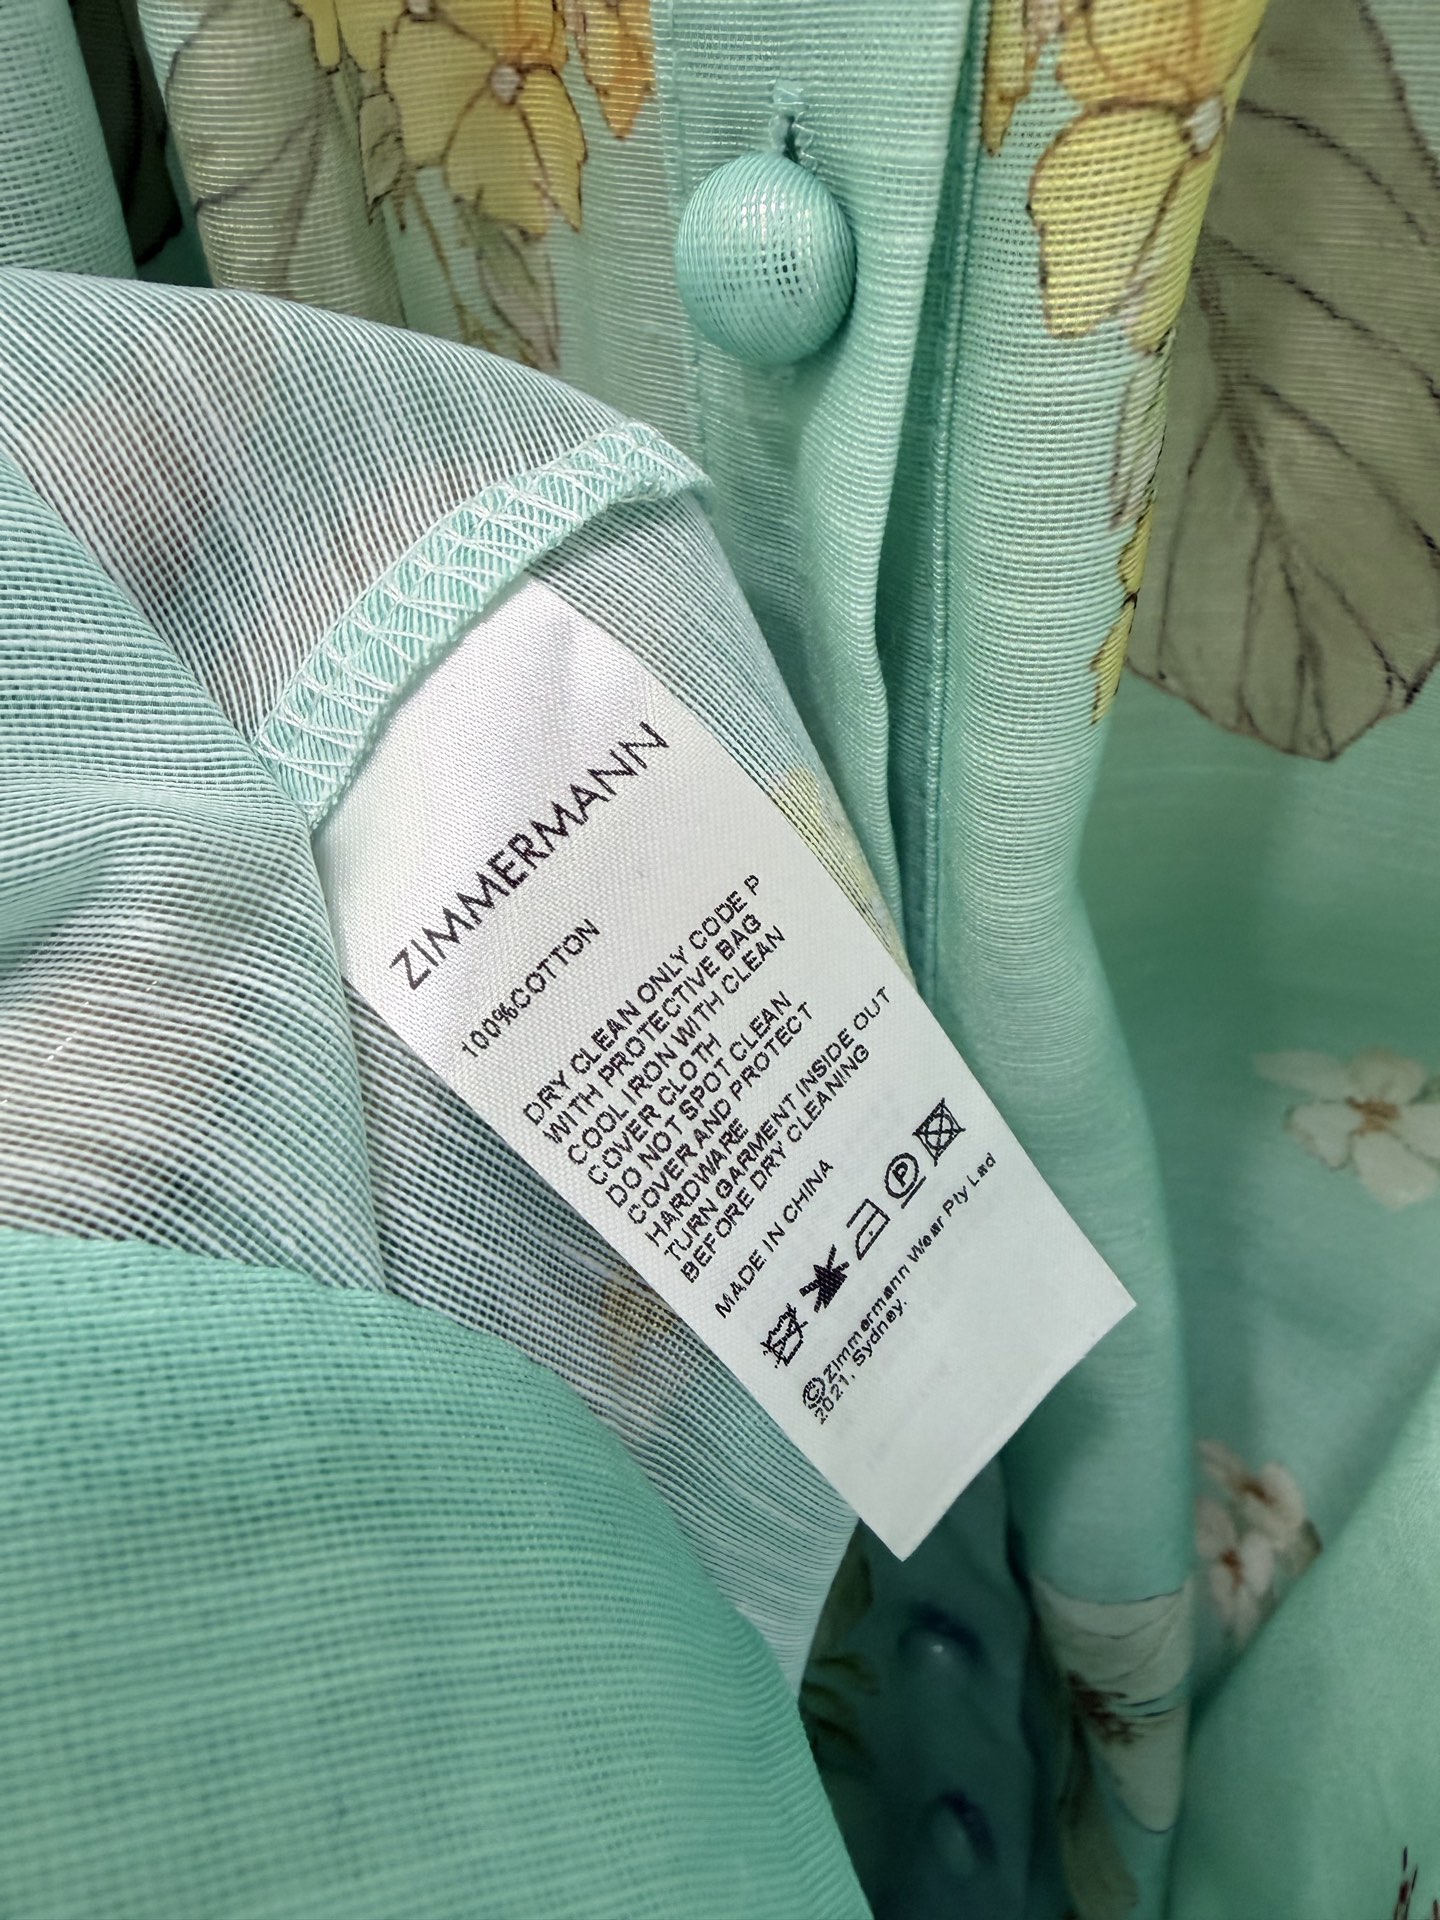 ZIMMERMANN
100%COTTON
DRY CLEAN ONLY CODE P
WITH PROTECTIVE BAG
COOL IRON WITH CLEAN
COVER CLOTH
DO NOT SPOT CLEAN
COVER AND PROTECT
HARDWARE
TURN GARMENT INSIDE OUT
BEFORE DRY CLEANING
MADE IN CHINA
P
©Zimmermann Wear Pty Ltd
2021, Sydney.